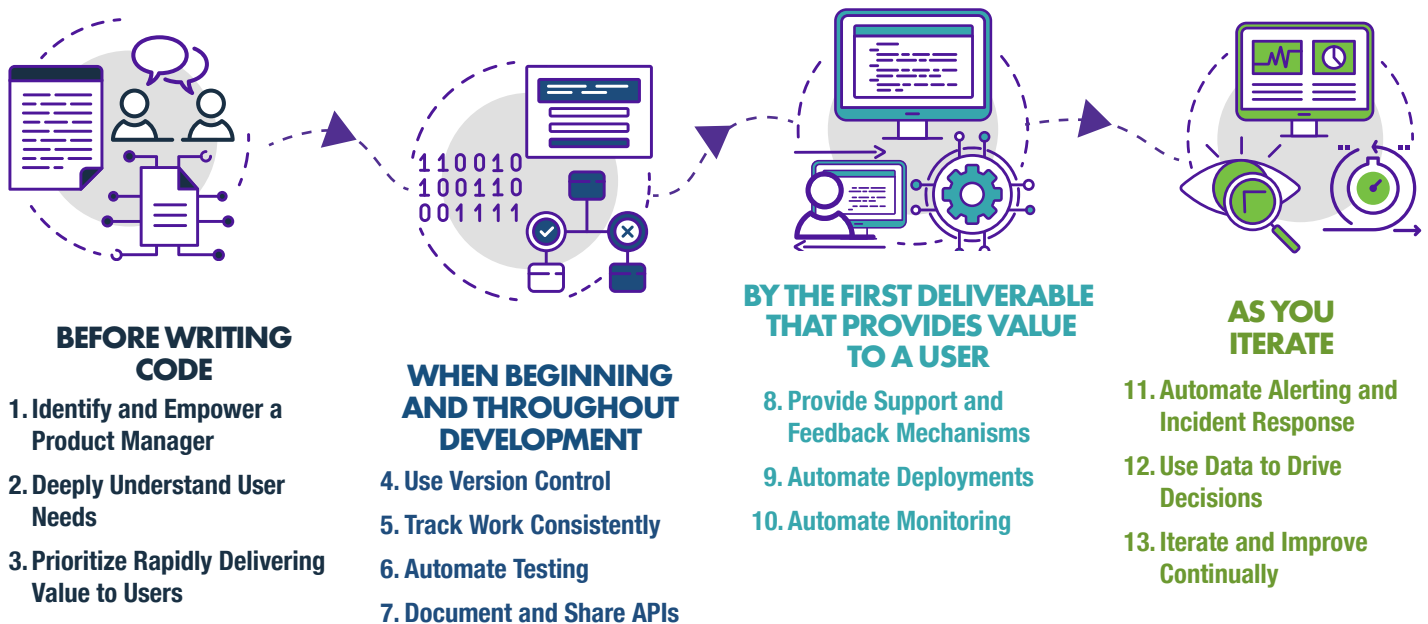 110010
100110
001111
BEFORE WRITING
CODE
1. Identify and Empower a
Product Manager
2. Deeply Understand User
Needs
3. Prioritize Rapidly Delivering
Value to Users
WHEN BEGINNING
AND THROUGHOUT
DEVELOPMENT
4. Use Version Control
5. Track Work Consistently
6. Automate Testing
7. Document and Share APIs
BY THE FIRST DELIVERABLE
THAT PROVIDES VALUE
TO A USER
8. Provide Support and
Feedback Mechanisms
9. Automate Deployments
10. Automate Monitoring
AS YOU
ITERATE
11. Automate Alerting and
Incident Response
12. Use Data to Drive
Decisions
13. Iterate and Improve
Continually